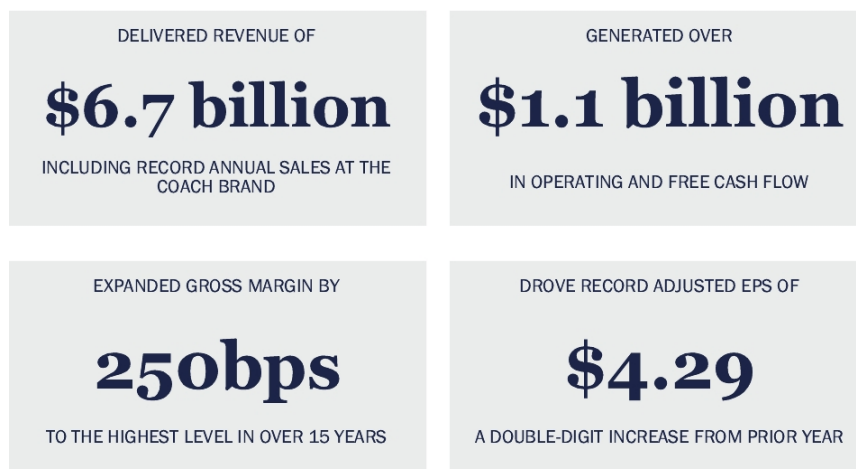 DELIVERED REVENUE OF
$6.7 billion
INCLUDING RECORD ANNUAL SALES AT THE
COACH BRAND
GENERATED OVER
$1.1 billion
IN OPERATING AND FREE CASH FLOW
EXPANDED GROSS MARGIN BY
250bps
TO THE HIGHEST LEVEL IN OVER 15 YEARS
DROVE RECORD ADJUSTED EPS OF
$4.29
A DOUBLE-DIGIT INCREASE FROM PRIOR YEAR